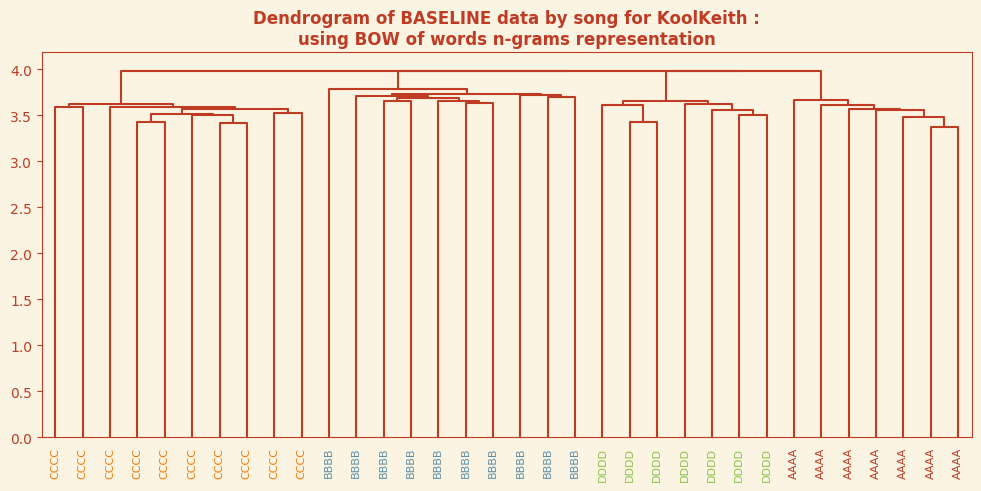 Dendrogram of BASELINE data by song for KoolKeith :
using BOW of words n-grams representation
4.0
3.5
3.0
2.5
2.0
1.5
1.0
0.5
0.0
CCCC
CCCC
CCCC
CCCC
CCCC
CCCC
CCCC
CCCC
CCCC
CCCC
BBBB
BBBB
BBBB
BBBB
BBBB
BBBB
BBBB
BBBB
BBBB
BBBB
DDDD
DDDD
DDDD
DDDD
DDDD
DDDD
DDDD
AAAA
AAAA
AAAA
AAAA
AAAA
AAAA
AAAA